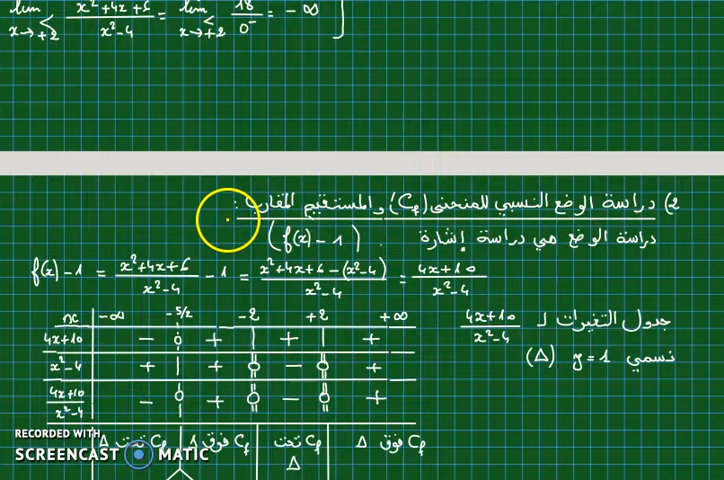 lim x→+2 < x²+4x+6 / x²-4 = lim x→+2 < 18 / 0⁻ = -∞
2) دراسة الوضع النسبي للمنحنى (Cf) والمستقيم المقارب :
دراسة الوضع هي دراسة إشارة (f(x) - 1) .
f(x) - 1 = x²+4x+6 / x²-4 - 1 = x²+4x+6-(x²-4) / x²-4 = 4x+10 / x²-4
جدول التغيرات لـ 4x+10 / x²-4
نسمي y=1 (Δ)
x -∞ -5/2 -2 +2 +∞
4x+10 - 0 + | + | +
x²-4 + | + 0 - 0 +
4x+10 / x²-4 - 0 + 0 - 0 +
Cf تحت Δ Cf فوق Δ Cf تحت Δ Cf فوق Δ
RECORDED WITH
SCREENCAST MATIC